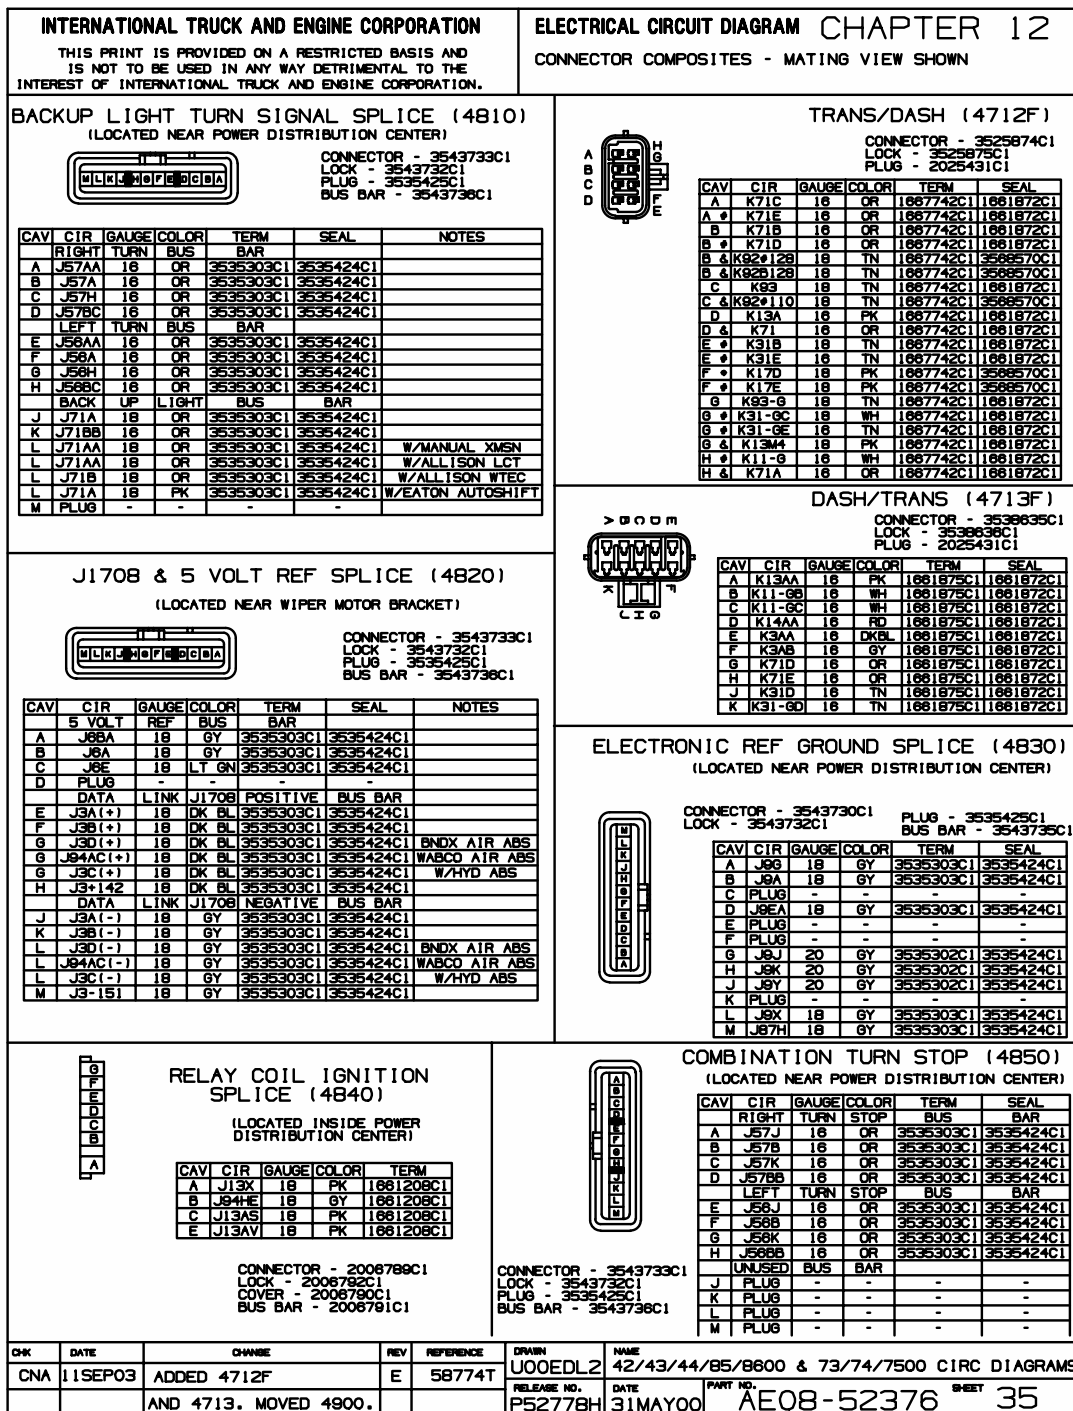 INTERNATIONAL TRUCK AND ENGINE CORPORATION
THIS PRINT IS PROVIDED ON A RESTRICTED BASIS AND
IS NOT TO BE USED IN ANY WAY DETRIMENTAL TO THE
INTEREST OF INTERNATIONAL TRUCK AND ENGINE CORPORATION.
ELECTRICAL CIRCUIT DIAGRAM CHAPTER 12
CONNECTOR COMPOSITES - MATING VIEW SHOWN
BACKUP LIGHT TURN SIGNAL SPLICE (4810)
(LOCATED NEAR POWER DISTRIBUTION CENTER)
M L K J H G F E D C B A
CONNECTOR - 3543733C1
LOCK - 3543732C1
PLUG - 3535425C1
BUS BAR - 3543736C1
CAV CIR GAUGE COLOR TERM SEAL NOTES
RIGHT TURN BUS BAR
A J57AA 16 OR 3535303C1 3535424C1
B J57A 16 OR 3535303C1 3535424C1
C J57H 16 OR 3535303C1 3535424C1
D J57BC 16 OR 3535303C1 3535424C1
LEFT TURN BUS BAR
E J56AA 16 OR 3535303C1 3535424C1
F J56A 16 OR 3535303C1 3535424C1
G J56H 16 OR 3535303C1 3535424C1
H J56BC 16 OR 3535303C1 3535424C1
BACK UP LIGHT BUS BAR
J J71A 18 OR 3535303C1 3535424C1
K J71BB 16 OR 3535303C1 3535424C1
L J71AA 18 OR 3535303C1 3535424C1 W/MANUAL XMSN
L J71AA 18 OR 3535303C1 3535424C1 W/ALLISON LCT
L J71B 18 OR 3535303C1 3535424C1 W/ALLISON WTEC
L J71A 18 PK 3535303C1 3535424C1 W/EATON AUTOSHIFT
M PLUG - - - -
J1708 & 5 VOLT REF SPLICE (4820)
(LOCATED NEAR WIPER MOTOR BRACKET)
M L K J H G F E D C B A
CONNECTOR - 3543733C1
LOCK - 3543732C1
PLUG - 3535425C1
BUS BAR - 3543736C1
CAV CIR GAUGE COLOR TERM SEAL NOTES
5 VOLT REF BUS BAR
A J6BA 18 GY 3535303C1 3535424C1
B J6A 18 GY 3535303C1 3535424C1
C J6E 18 LT GN 3535303C1 3535424C1
D PLUG - - - -
DATA LINK J1708 POSITIVE BUS BAR
E J3A(+) 18 DK BL 3535303C1 3535424C1
F J3B(+) 18 DK BL 3535303C1 3535424C1
G J3D(+) 18 DK BL 3535303C1 3535424C1 BNDX AIR ABS
G J94AC(+) 18 DK BL 3535303C1 3535424C1 WABCO AIR ABS
G J3C(+) 18 DK BL 3535303C1 3535424C1 W/HYD ABS
H J3+142 18 DK BL 3535303C1 3535424C1
DATA LINK J1708 NEGATIVE BUS BAR
J J3A(-) 18 GY 3535303C1 3535424C1
K J3B(-) 18 GY 3535303C1 3535424C1
L J3D(-) 18 GY 3535303C1 3535424C1 BNDX AIR ABS
L J94AC(-) 18 GY 3535303C1 3535424C1 WABCO AIR ABS
L J3C(-) 18 GY 3535303C1 3535424C1 W/HYD ABS
M J3-151 18 GY 3535303C1 3535424C1
TRANS/DASH (4712F)
A B C D
H G F E
CONNECTOR - 3525874C1
LOCK - 3525875C1
PLUG - 2025431C1
CAV CIR GAUGE COLOR TERM SEAL
A K71C 16 OR 1667742C1 1661872C1
A # K71E 16 OR 1667742C1 1661872C1
B K71B 16 OR 1667742C1 1661872C1
B # K71D 16 OR 1667742C1 1661872C1
B & K92*128 18 TN 1667742C1 3568570C1
B & K92B128 18 TN 1667742C1 3568570C1
C K93 18 TN 1667742C1 1661872C1
C & K92*110 18 TN 1667742C1 3568570C1
D K13A 16 PK 1667742C1 1661872C1
D & K71 16 OR 1667742C1 1661872C1
E # K31B 18 TN 1667742C1 1661872C1
E # K31E 18 TN 1667742C1 1661872C1
F * K17D 18 PK 1667742C1 3568570C1
F # K17E 18 PK 1667742C1 3568570C1
G K93-G 18 TN 1667742C1 1661872C1
G # K31-GC 18 WH 1667742C1 1661872C1
G # K31-GE 16 TN 1667742C1 1661872C1
G & K13M4 18 PK 1667742C1 1661872C1
H # K11-G 16 WH 1667742C1 1661872C1
H & K71A 16 OR 1667742C1 1661872C1
DASH/TRANS (4713F)
A B C D E
K J H G F
CONNECTOR - 3538635C1
LOCK - 3538636C1
PLUG - 2025431C1
CAV CIR GAUGE COLOR TERM SEAL
A K13AA 16 PK 1661875C1 1661872C1
B K11-GB 16 WH 1661875C1 1661872C1
C K11-GC 16 WH 1661875C1 1661872C1
D K14AA 16 RD 1661875C1 1661872C1
E K3AA 16 DKBL 1661875C1 1661872C1
F K3AB 16 GY 1661875C1 1661872C1
G K71D 16 OR 1661875C1 1661872C1
H K71E 16 OR 1661875C1 1661872C1
J K31D 16 TN 1661875C1 1661872C1
K K31-GD 16 TN 1661875C1 1661872C1
ELECTRONIC REF GROUND SPLICE (4830)
(LOCATED NEAR POWER DISTRIBUTION CENTER)
CONNECTOR - 3543730C1
LOCK - 3543732C1
PLUG - 3535425C1
BUS BAR - 3543735C1
M L K J H G F E D C B A
CAV CIR GAUGE COLOR TERM SEAL
A J9G 18 GY 3535303C1 3535424C1
B J9A 18 GY 3535303C1 3535424C1
C PLUG - - - -
D J9EA 18 GY 3535303C1 3535424C1
E PLUG - - - -
F PLUG - - - -
G J9J 20 GY 3535302C1 3535424C1
H J9K 20 GY 3535302C1 3535424C1
J J9Y 20 GY 3535302C1 3535424C1
K PLUG - - - -
L J9X 18 GY 3535303C1 3535424C1
M J87H 18 GY 3535303C1 3535424C1
G F E D C B A
RELAY COIL IGNITION
SPLICE (4840)
(LOCATED INSIDE POWER
DISTRIBUTION CENTER)
CAV CIR GAUGE COLOR TERM
A J13X 18 PK 1661208C1
B J94HE 18 GY 1661208C1
C J13AS 18 PK 1661208C1
E J13AV 18 PK 1661208C1
CONNECTOR - 2006789C1
LOCK - 2006792C1
COVER - 2006790C1
BUS BAR - 2006791C1
COMBINATION TURN STOP (4850)
(LOCATED NEAR POWER DISTRIBUTION CENTER)
A B C D E F G H J K L M
CONNECTOR - 3543733C1
LOCK - 3543732C1
PLUG - 3535425C1
BUS BAR - 3543736C1
CAV CIR GAUGE COLOR TERM SEAL
RIGHT TURN STOP BUS BAR
A J57J 16 OR 3535303C1 3535424C1
B J57B 16 OR 3535303C1 3535424C1
C J57K 16 OR 3535303C1 3535424C1
D J57BB 16 OR 3535303C1 3535424C1
LEFT TURN STOP BUS BAR
E J56J 16 OR 3535303C1 3535424C1
F J56B 16 OR 3535303C1 3535424C1
G J56K 16 OR 3535303C1 3535424C1
H J56BB 16 OR 3535303C1 3535424C1
UNUSED BUS BAR
J PLUG - - - -
K PLUG - - - -
L PLUG - - - -
M PLUG - - - -
CHK DATE CHANGE REV REFERENCE
CNA 11SEP03 ADDED 4712F E 58774T
AND 4713. MOVED 4900.
DRAWN U00EDL2
NAME 42/43/44/85/8600 & 73/74/7500 CIRC DIAGRAMS
RELEASE NO. P52778H
DATE 31MAY00
PART NO. AE08-52376
SHEET 35